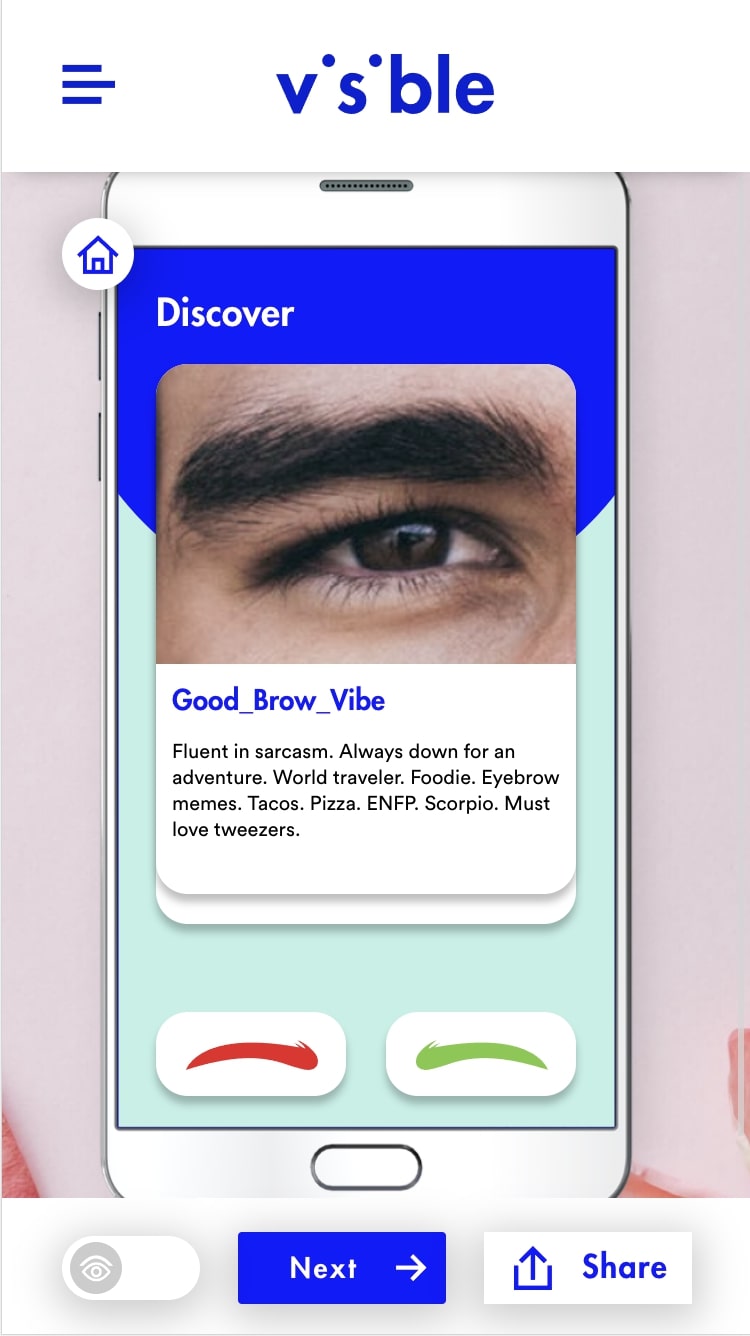 visible
Discover
Good_Brow_Vibe
Fluent in sarcasm. Always down for an
adventure. World traveler. Foodie. Eyebrow
memes. Tacos. Pizza. ENFP. Scorpio. Must
love tweezers.
Next
Share